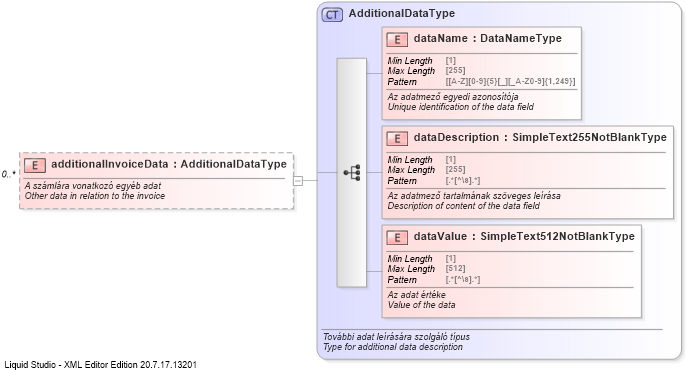 CT AdditionalDataType
E dataName : DataNameType
Min Length [1]
Max Length [255]
Pattern [[A-Z][0-9]{5}[_][_A-Z0-9]{1,249}]
Az adatmező egyedi azonosítója
Unique identification of the data field
E dataDescription : SimpleText255NotBlankType
Min Length [1]
Max Length [255]
Pattern [.*[^\s].*]
Az adatmező tartalmának szöveges leírása
Description of content of the data field
0..*
E additionalInvoiceData : AdditionalDataType
A számlára vonatkozó egyéb adat
Other data in relation to the invoice
E dataValue : SimpleText512NotBlankType
Min Length [1]
Max Length [512]
Pattern [.*[^\s].*]
Az adat értéke
Value of the data
További adat leírására szolgáló típus
Type for additional data description
Liquid Studio - XML Editor Edition 20.7.17.13201